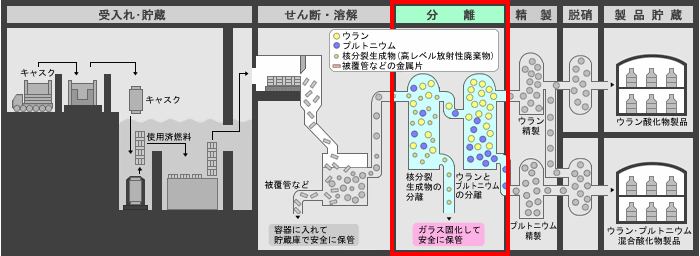 受入れ・貯蔵
せん断・溶解
分離
精製
脱硝
製品貯蔵
ウラン
プルトニウム
核分裂生成物(高レベル放射性廃棄物)
被覆管などの金属片
キャスク
キャスク
使用済燃料
被覆管など
容器に入れて
貯蔵庫で安全に保管
核分裂
生成物の
分離
ウランと
プルトニウム
の分離
ガラス固化して
安全に保管
ウラン
精製
プルトニウム
精製
ウラン酸化物製品
ウラン・プルトニウム
混合酸化物製品